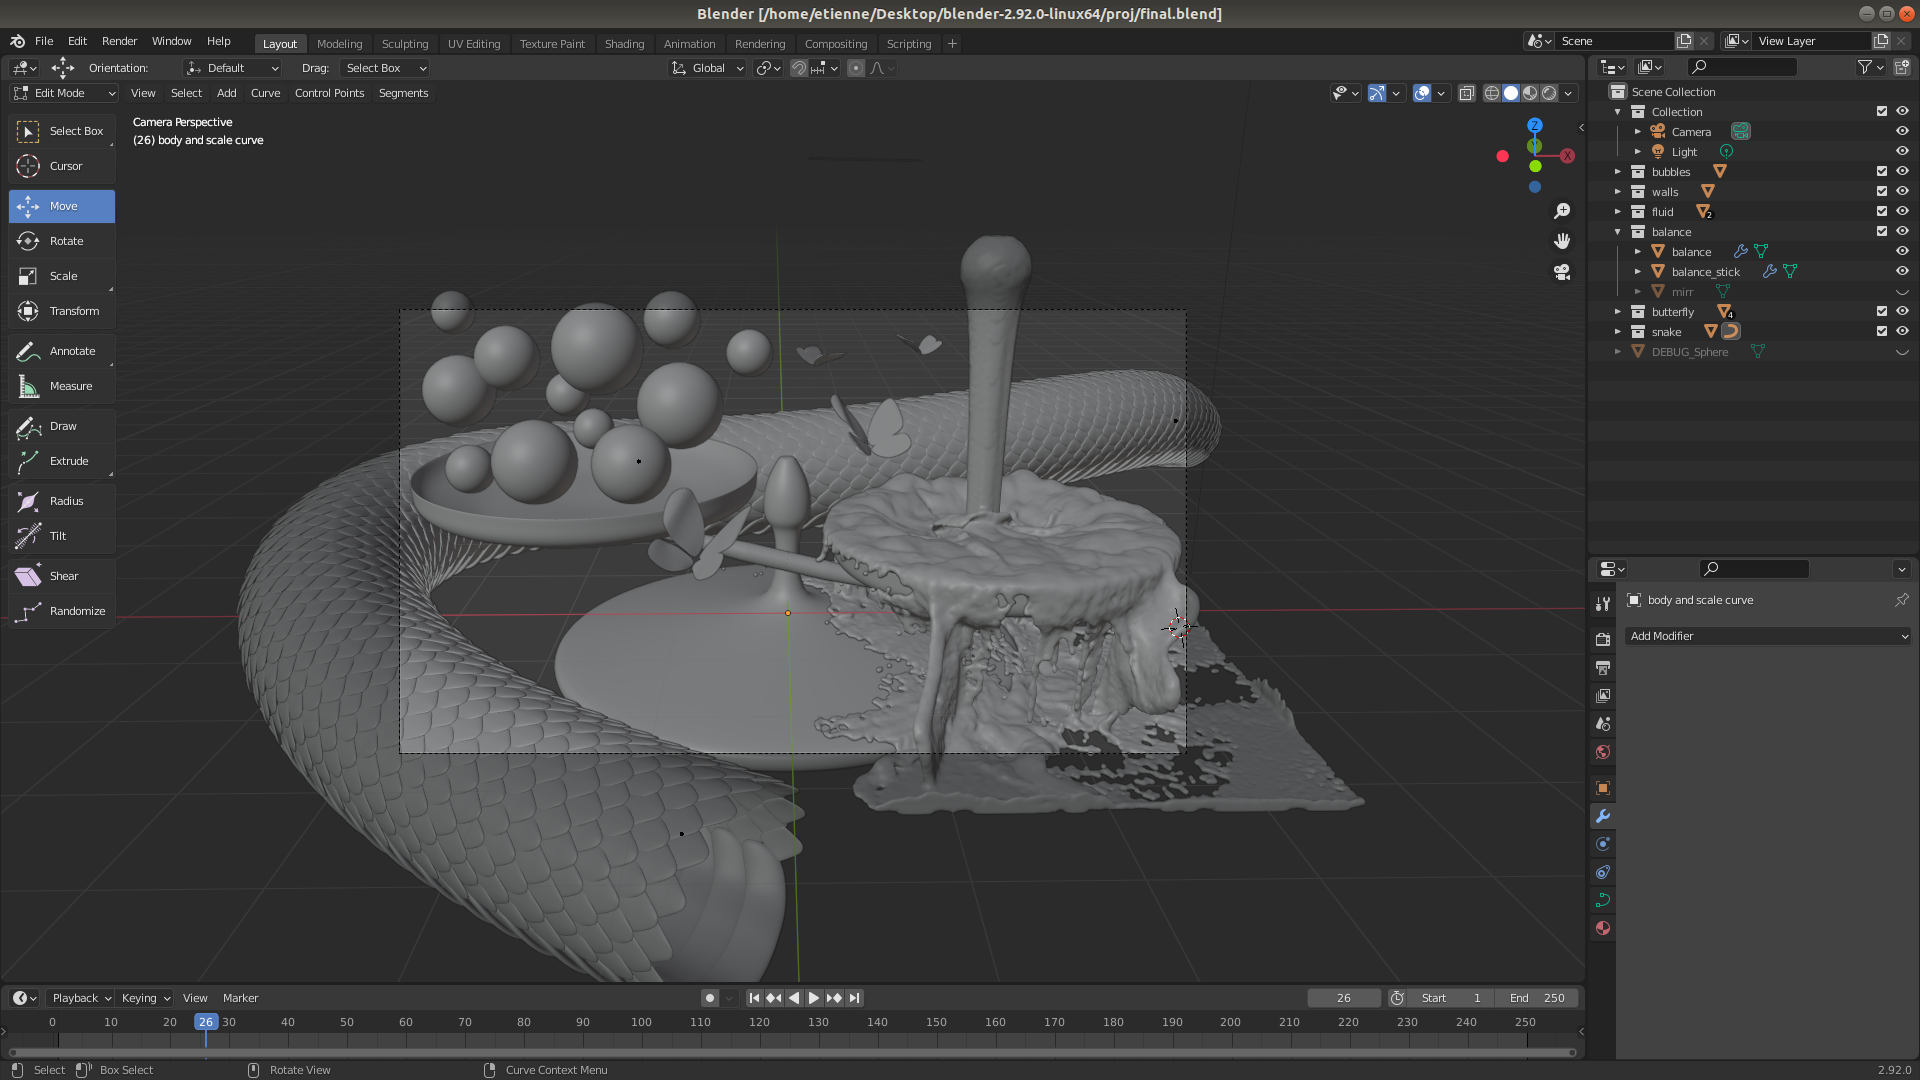 Blender [/home/etienne/Desktop/blender-2.92.0-linux64/proj/final.blend]
File Edit Render Window Help Layout Modeling Sculpting UV Editing Texture Paint Shading Animation Rendering Compositing Scripting + Scene View Layer
Orientation: Default Drag: Select Box Global
Edit Mode View Select Add Curve Control Points Segments
Camera Perspective
(26) body and scale curve
Select Box
Cursor
Move
Rotate
Scale
Transform
Annotate
Measure
Draw
Extrude
Radius
Tilt
Shear
Randomize
Z
Y
X
Scene Collection
Collection
Camera
Light
bubbles
walls
fluid 2
balance
balance
balance_stick
mirr
butterfly 4
snake
DEBUG_Sphere
body and scale curve
Add Modifier
Playback Keying View Marker 26 Start 1 End 250
0 10 20 26 30 40 50 60 70 80 90 100 110 120 130 140 150 160 170 180 190 200 210 220 230 240 250
Select Box Select Rotate View Curve Context Menu 2.92.0